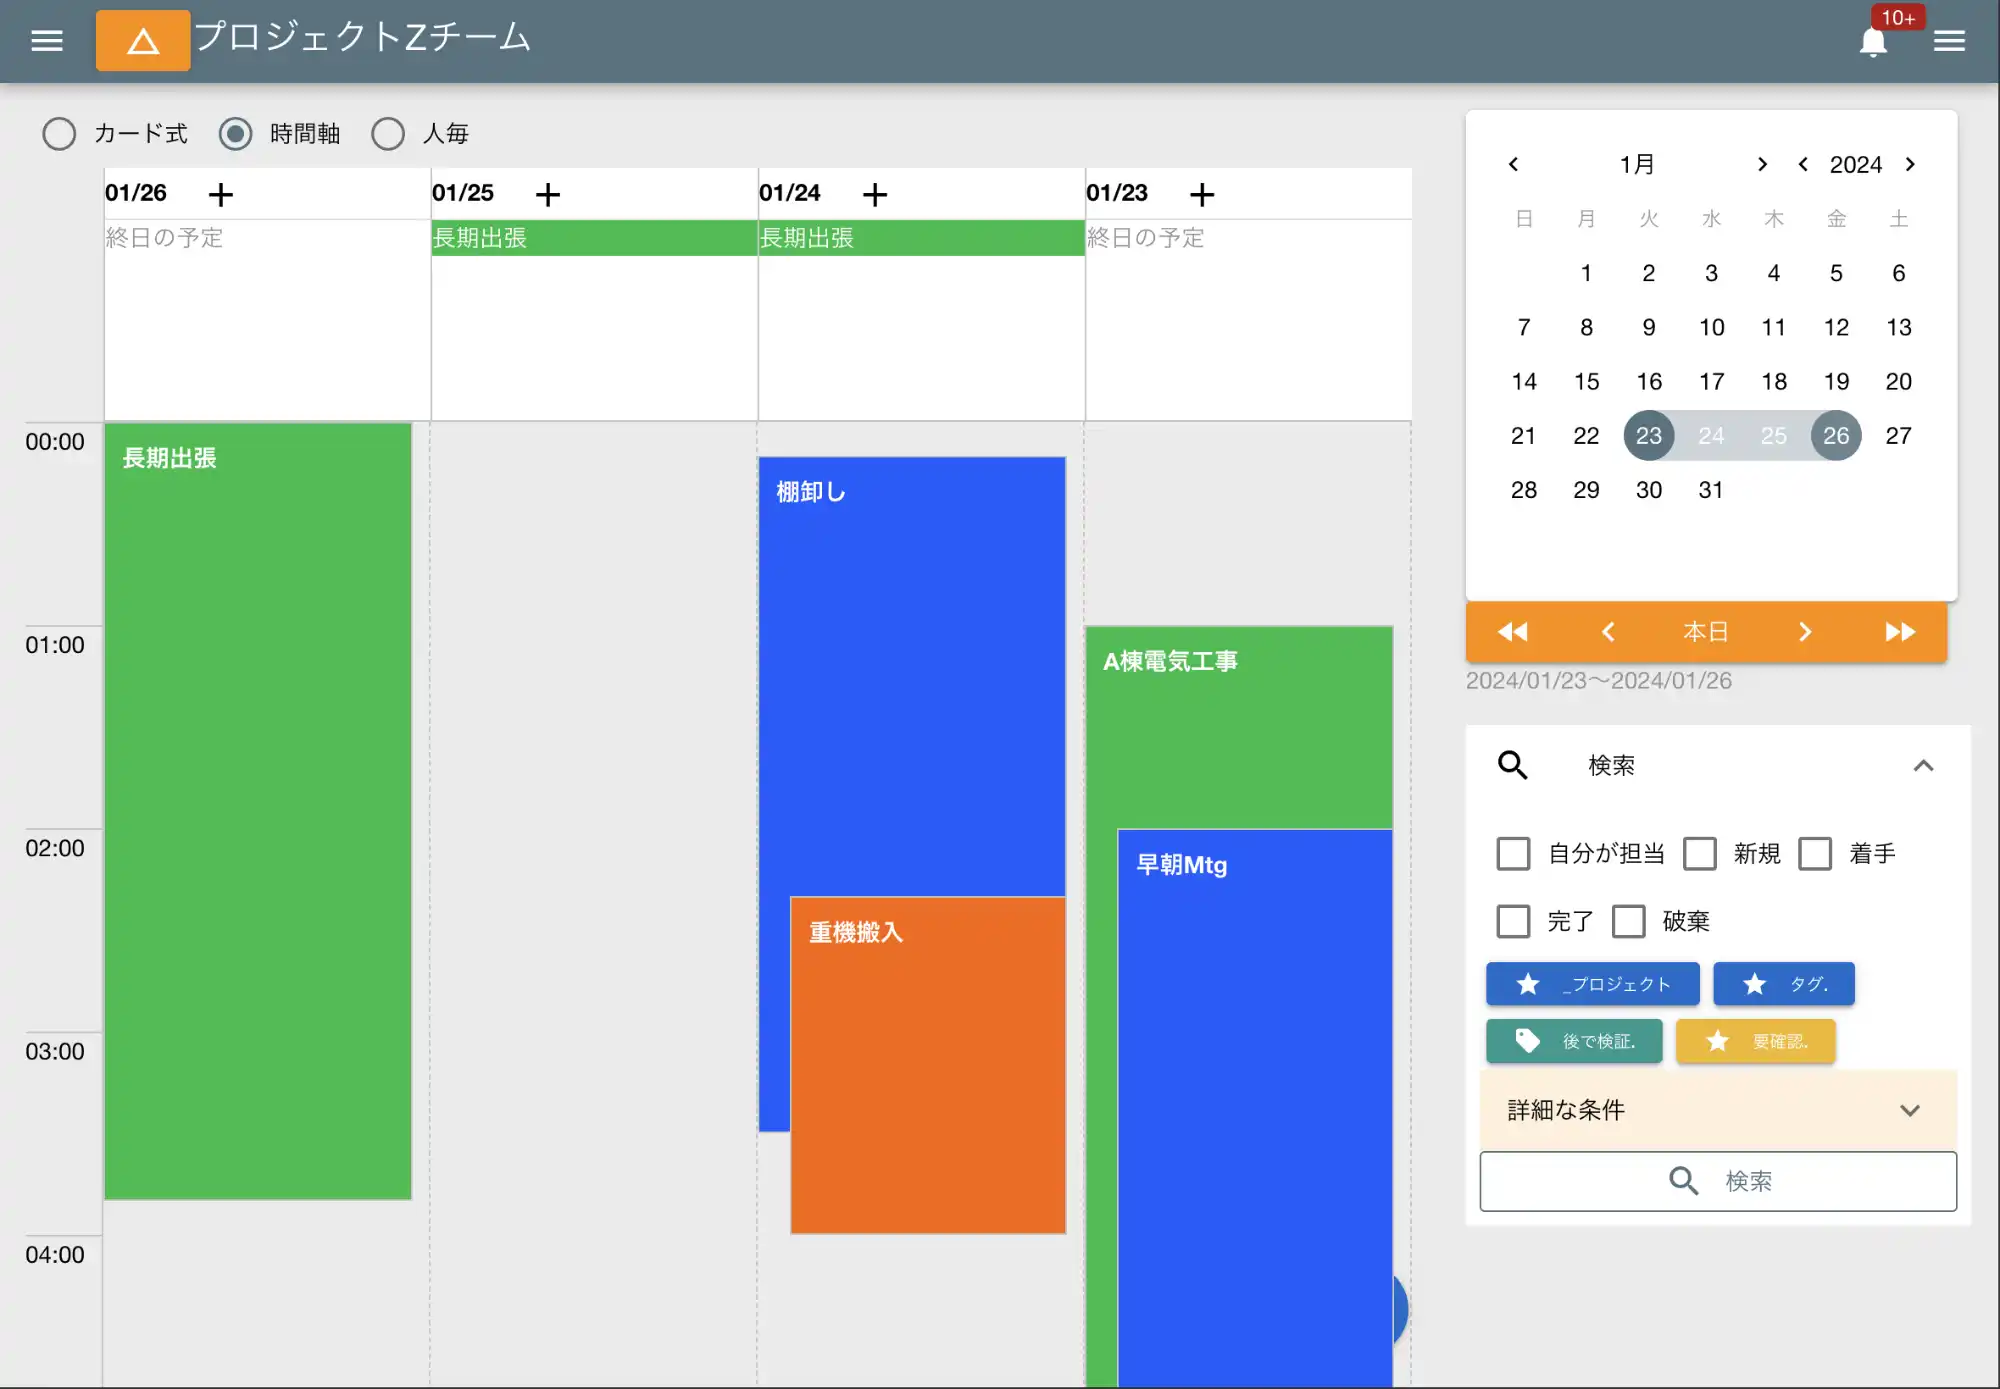 プロジェクトZチーム
10+
カード式 時間軸 人毎
01/26 01/25 01/24 01/23
終日の予定 長期出張 長期出張 終日の予定
00:00
長期出張
棚卸し
01:00
A棟電気工事
02:00
早朝Mtg
重機搬入
03:00
04:00
1月 2024
日 月 火 水 木 金 土
1 2 3 4 5 6
7 8 9 10 11 12 13
14 15 16 17 18 19 20
21 22 23 24 25 26 27
28 29 30 31
本日
2024/01/23～2024/01/26
検索
自分が担当 新規 着手
完了 破棄
_プロジェクト タグ.
後で検証. 要確認.
詳細な条件
検索